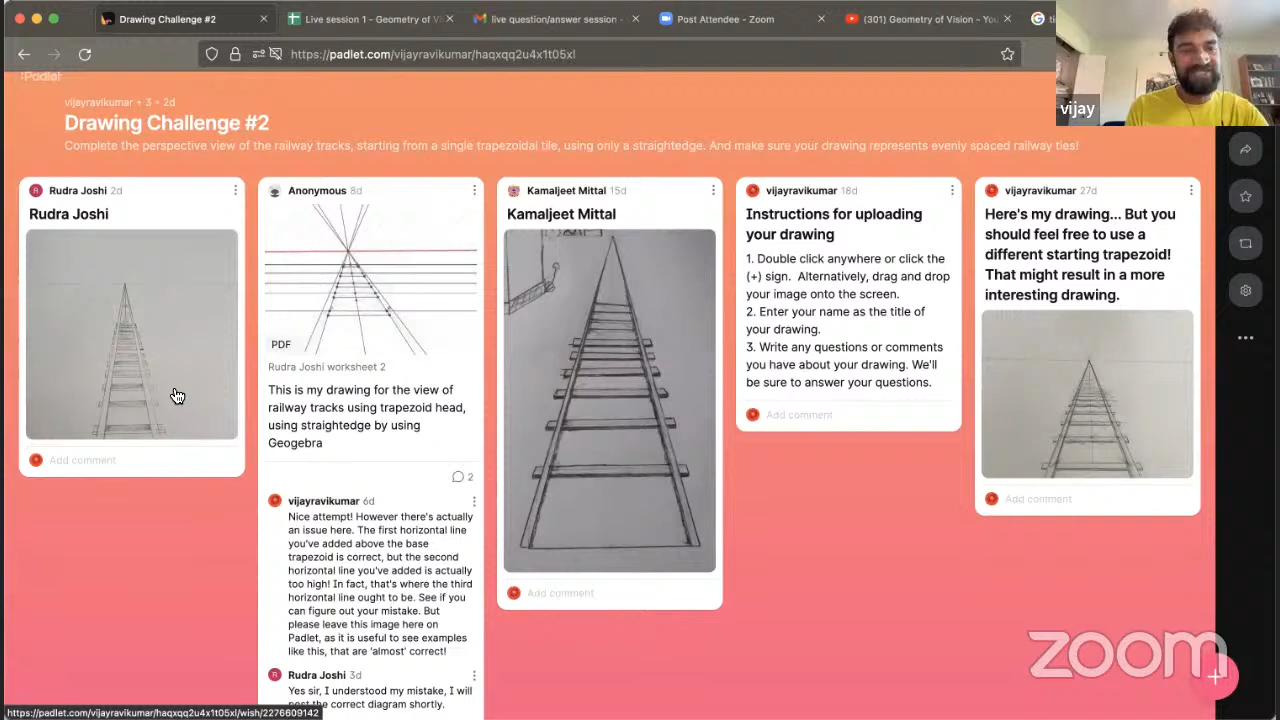 Drawing Challenge #2
Live session 1 - Geometry of Vi
live question/answer session -
Post Attendee - Zoom
(301) Geometry of Vision - You
https://padlet.com/vijayravikumar/haqxqq2u4x1t05xl
vijay
:Padlet
vijayravikumar + 3 • 2d
Drawing Challenge #2
Complete the perspective view of the railway tracks, starting from a single trapezoidal tile, using only a straightedge. And make sure your drawing represents evenly spaced railway ties!
Rudra Joshi 2d
Rudra Joshi
Add comment
Anonymous 8d
PDF
Rudra Joshi worksheet 2
This is my drawing for the view of
railway tracks using trapezoid head,
using straightedge by using
Geogebra
2
vijayravikumar 6d
Nice attempt! However there's actually
an issue here. The first horizontal line
you've added above the base
trapezoid is correct, but the second
horizontal line you've added is actually
too high! In fact, that's where the third
horizontal line ought to be. See if you
can figure out your mistake. But
please leave this image here on
Padlet, as it is useful to see examples
like this, that are 'almost' correct!
Rudra Joshi 3d
Yes sir, I understood my mistake, I will
post the correct diagram shortly.
Kamaljeet Mittal 15d
Kamaljeet Mittal
Add comment
vijayravikumar 18d
Instructions for uploading
your drawing
1. Double click anywhere or click the
(+) sign. Alternatively, drag and drop
your image onto the screen.
2. Enter your name as the title of
your drawing.
3. Write any questions or comments
you have about your drawing. We'll
be sure to answer your questions.
Add comment
vijayravikumar 27d
Here's my drawing... But you
should feel free to use a
different starting trapezoid!
That might result in a more
interesting drawing.
Add comment
zoom
https://padlet.com/vijayravikumar/haqxqq2u4x1t05xl/wish/2276609142